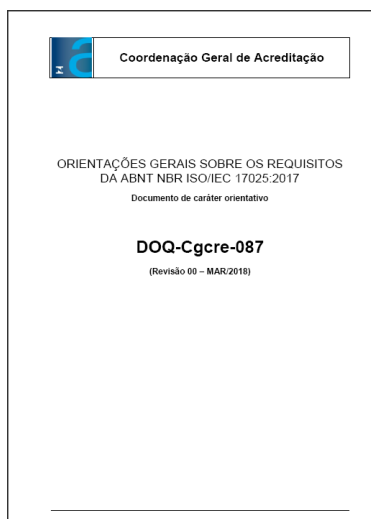 Coordenação Geral de Acreditação
ORIENTAÇÕES GERAIS SOBRE OS REQUISITOS
DA ABNT NBR ISO/IEC 17025:2017
Documento de caráter orientativo
DOQ-Cgcre-087
(Revisão 00 – MAR/2018)